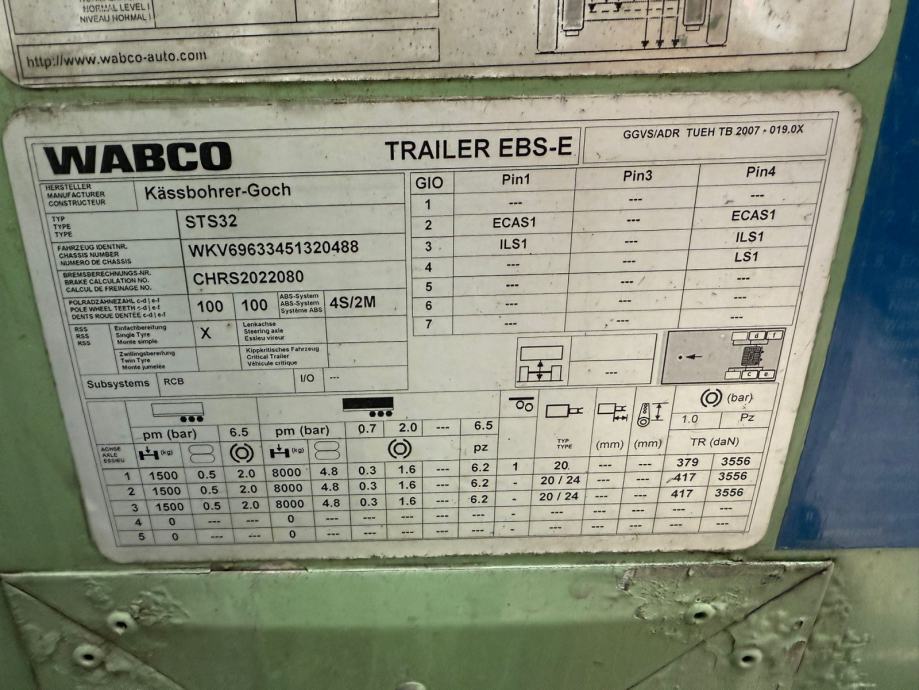 NORMAL LEVEL I
NIVEAU NORMAL I
http://www.wabco-auto.com
WABCO
TRAILER EBS-E
GGVS/ADR TUEH TB 2007 - 019.0X
HERSTELLER
MANUFACTURER
CONSTRUCTEUR
Kässbohrer-Goch
TYP
TYPE
TYPE
STS32
FAHRZEUG IDENTNR.
CHASSIS NUMBER
NUMERO DE CHASSIS
WKV69633451320488
BREMSBERECHNUNGS-NR.
BRAKE CALCULATION NO.
CALCUL DE FREINAGE NO.
CHRS2022080
POLRADZÄHNEZAHL c-d | e-f
POLE WHEEL TEETH c-d | e-f
DENTS ROUE DENTÉE c-d | e-f
100 100
ABS-System
ABS-System
Système ABS
4S/2M
RSS
RSS
RSS
Einfachbereifung
Single Tyre
Monte simple
X
Lenkachse
Steering axle
Essieu vireur
Zwillingsbereifung
Twin Tyre
Monte jumelée
Kippkritisches Fahrzeug
Critical Trailer
Véhicule critique
Subsystems RCB I/O ---
GIO Pin1 Pin3 Pin4
1 --- --- ---
2 ECAS1 --- ECAS1
3 ILS1 --- ILS1
4 --- --- LS1
5 --- --- ---
6 --- --- ---
7 --- --- ---
---
d f
c e
pm (bar) 6.5 pm (bar) 0.7 2.0 --- 6.5
(bar)
1.0 Pz
ACHSE
AXLE
ESSIEU
(kg) (kg) pz
TYP
TYPE
(mm) (mm) TR (daN)
1 1500 0.5 2.0 8000 4.8 0.3 1.6 --- 6.2 1 20 --- --- 379 3556
2 1500 0.5 2.0 8000 4.8 0.3 1.6 --- 6.2 - 20 / 24 --- --- 417 3556
3 1500 0.5 2.0 8000 4.8 0.3 1.6 --- 6.2 - 20 / 24 --- --- 417 3556
4 0 --- --- 0 --- --- --- --- --- - --- --- --- --- ---
5 0 --- --- 0 --- --- --- --- --- - --- --- --- --- ---